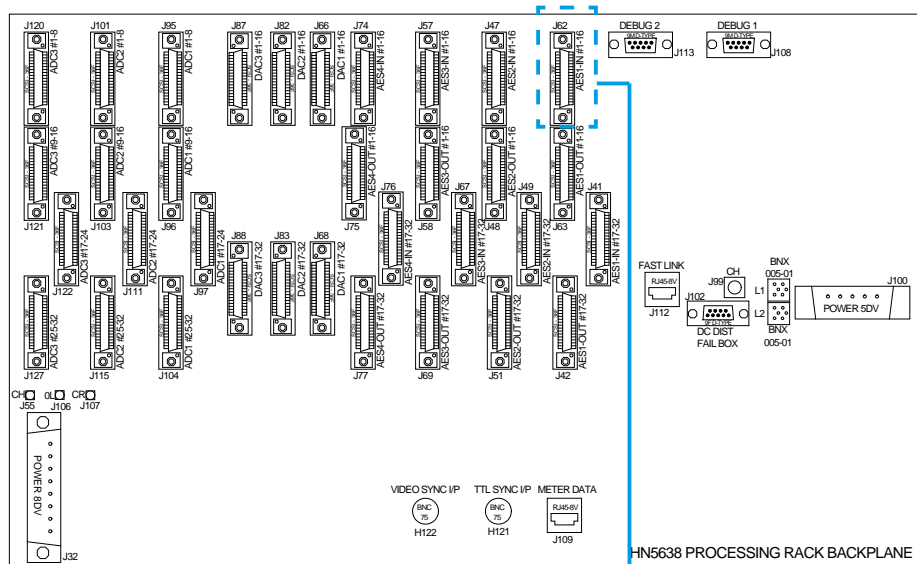 J120 J101 J95 J87 J82 J66 J74 J57 J47 J62
DEBUG 2 DEBUG 1
9M D-TYPE 9M D-TYPE
J113 J108
ADC3 #1-8
ADC2 #1-8
ADC1 #1-8
DAC3 #1-16
DAC2 #1-16
DAC1 #1-16
AES4-IN #1-16
AES3-IN #1-16
AES2-IN #1-16
AES1-IN #1-16
ADC3 #9-16
ADC2 #9-16
ADC1 #9-16
AES4-OUT #1-16
AES3-OUT #1-16
AES2-OUT #1-16
AES1-OUT #1-16
J121 J103 J96 J75 J76 J58 J67 J48 J49 J63 J41
ADC3 #17-24
ADC2 #17-24
ADC1 #17-24
AES4-IN #17-32
AES3-IN #17-32
AES2-IN #17-32
AES1-IN #17-32
J122 J111 J97
J88 J83 J68
DAC3 #17-32
DAC2 #17-32
DAC1 #17-32
ADC3 #25-32
ADC2 #25-32
ADC1 #25-32
AES4-OUT #17-32
AES3-OUT #17-32
AES2-OUT #17-32
AES1-OUT #17-32
J127 J115 J104 J77 J69 J51 J42
FAST LINK
RJ45-8V
J112
CH
J99
J102
9F D-TYPE
DC DIST
FAIL BOX
BNX
005-01
L1
L2
BNX
005-01
J100
POWER 5DV
CH
J55
0L
J106
CR
J107
POWER 8DV
J32
VIDEO SYNC I/P TTL SYNC I/P METER DATA
BNC
75
H122
BNC
75
H121
RJ45-8V
J109
HN5638 PROCESSING RACK BACKPLANE